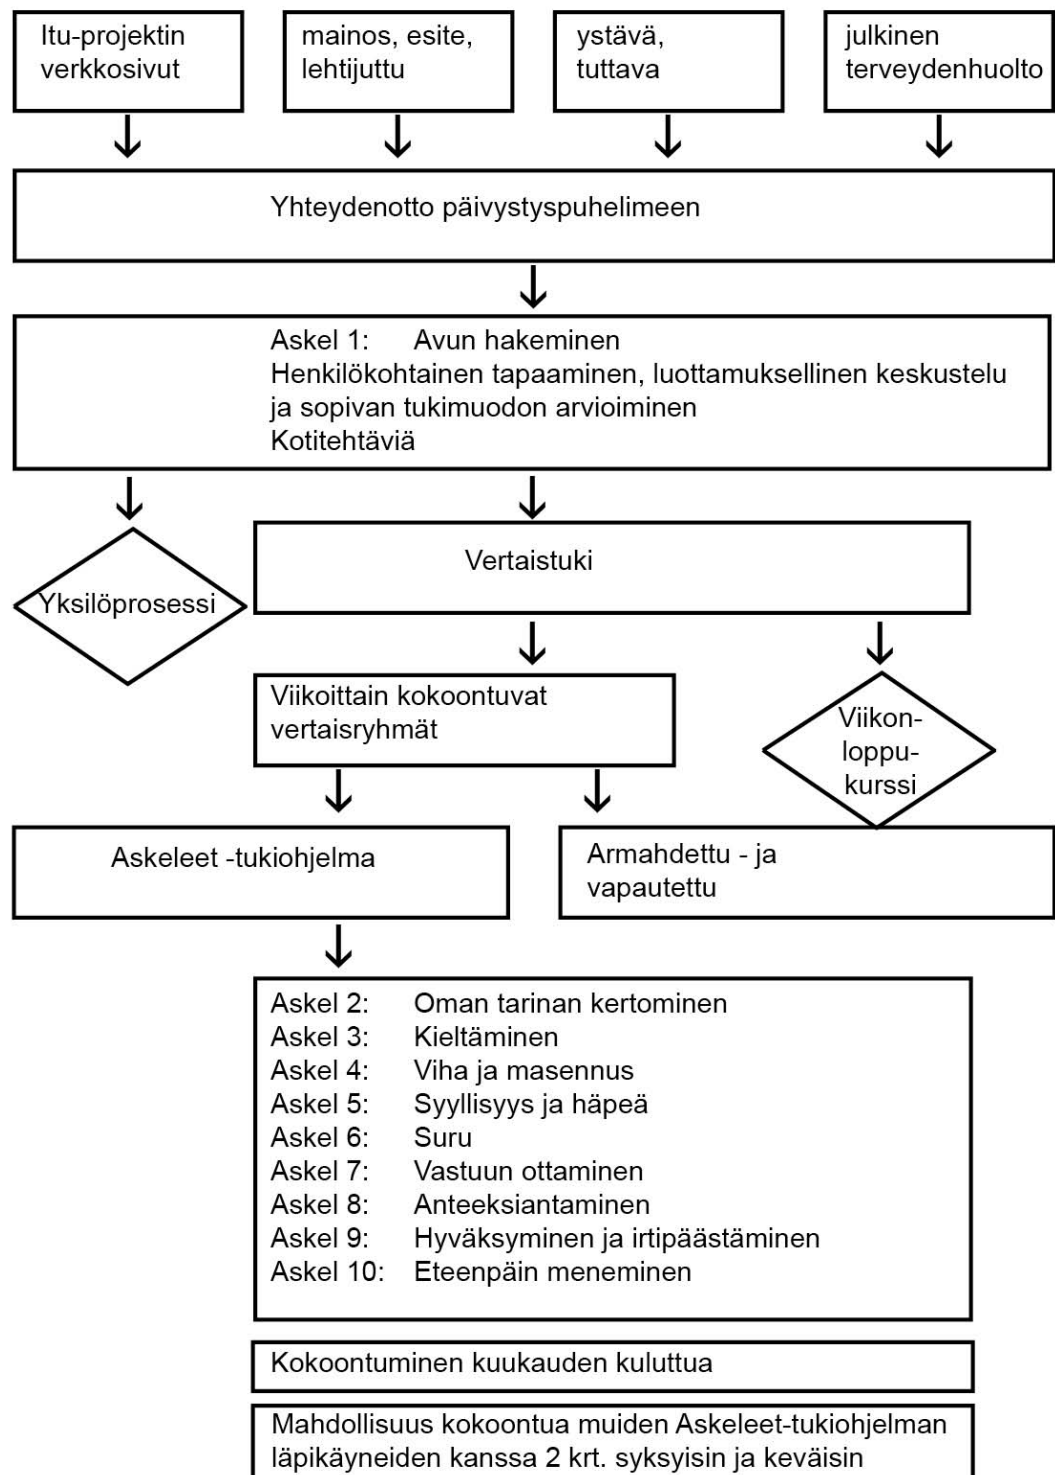 Itu-projektin
verkkosivut
mainos, esite,
lehtijuttu
ystävä,
tuttava
julkinen
terveydenhuolto
Yhteydenotto päivystyspuhelimeen
Askel 1: Avun hakeminen
Henkilökohtainen tapaaminen, luottamuksellinen keskustelu
ja sopivan tukimuodon arvioiminen
Kotitehtäviä
Yksilöprosessi
Vertaistuki
Viikoittain kokoontuvat
vertaisryhmät
Viikon-
loppu-
kurssi
Askeleet -tukiohjelma
Armahdettu - ja
vapautettu
Askel 2: Oman tarinan kertominen
Askel 3: Kieltäminen
Askel 4: Viha ja masennus
Askel 5: Syyllisyys ja häpeä
Askel 6: Suru
Askel 7: Vastuun ottaminen
Askel 8: Anteeksiantaminen
Askel 9: Hyväksyminen ja irtipäästäminen
Askel 10: Eteenpäin meneminen
Kokoontuminen kuukauden kuluttua
Mahdollisuus kokoontua muiden Askeleet-tukiohjelman
läpikäyneiden kanssa 2 krt. syksyisin ja keväisin